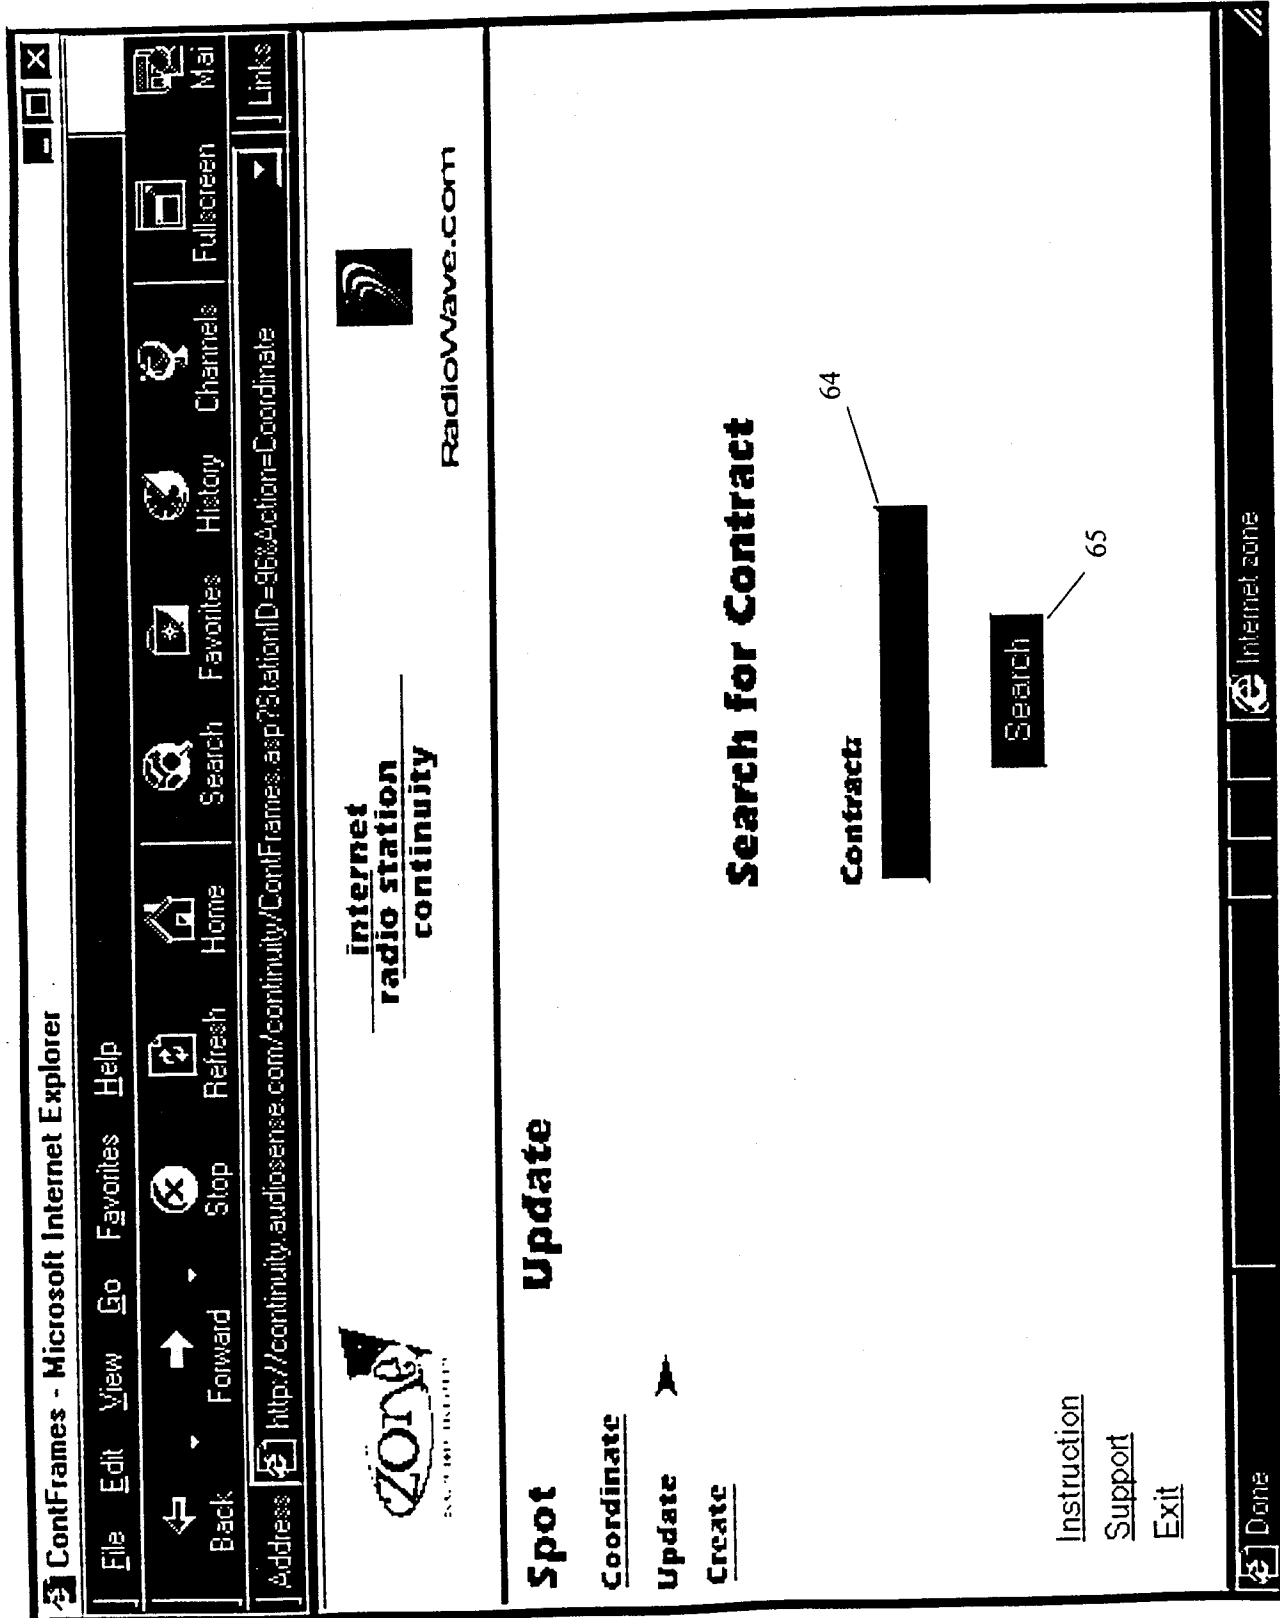 ContFrames - Microsoft Internet Explorer
File Edit View Go Favorites Help
Back Forward Stop Refresh Home Search Favorites History Channels Fullscreen Mai
Address http://continuity.audiosense.com/continuity/ContFrames.asp?StationID=96&Action=Coordinate Links
zone
internet
radio station
continuity
RadioWave.com
Spot
Update
Coordinate
Update
Create
Search for Contract
Contract:
64
Search
65
Instruction
Support
Exit
Done
Internet zone